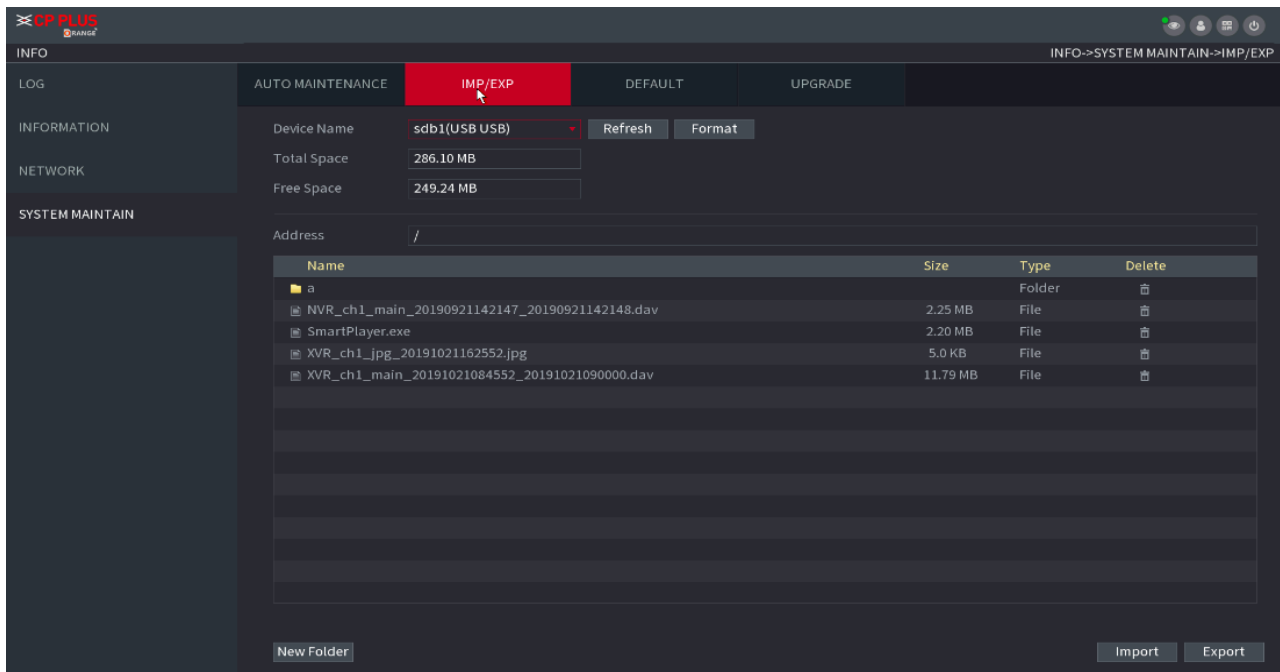 CP PLUS
ORANGE
INFO INFO->SYSTEM MAINTAIN->IMP/EXP
LOG
INFORMATION
NETWORK
SYSTEM MAINTAIN
AUTO MAINTENANCE IMP/EXP DEFAULT UPGRADE
Device Name sdb1(USB USB) Refresh Format
Total Space 286.10 MB
Free Space 249.24 MB
Address /
Name Size Type Delete
a Folder
NVR_ch1_main_20190921142147_20190921142148.dav 2.25 MB File
SmartPlayer.exe 2.20 MB File
XVR_ch1_jpg_20191021162552.jpg 5.0 KB File
XVR_ch1_main_20191021084552_20191021090000.dav 11.79 MB File
New Folder Import Export